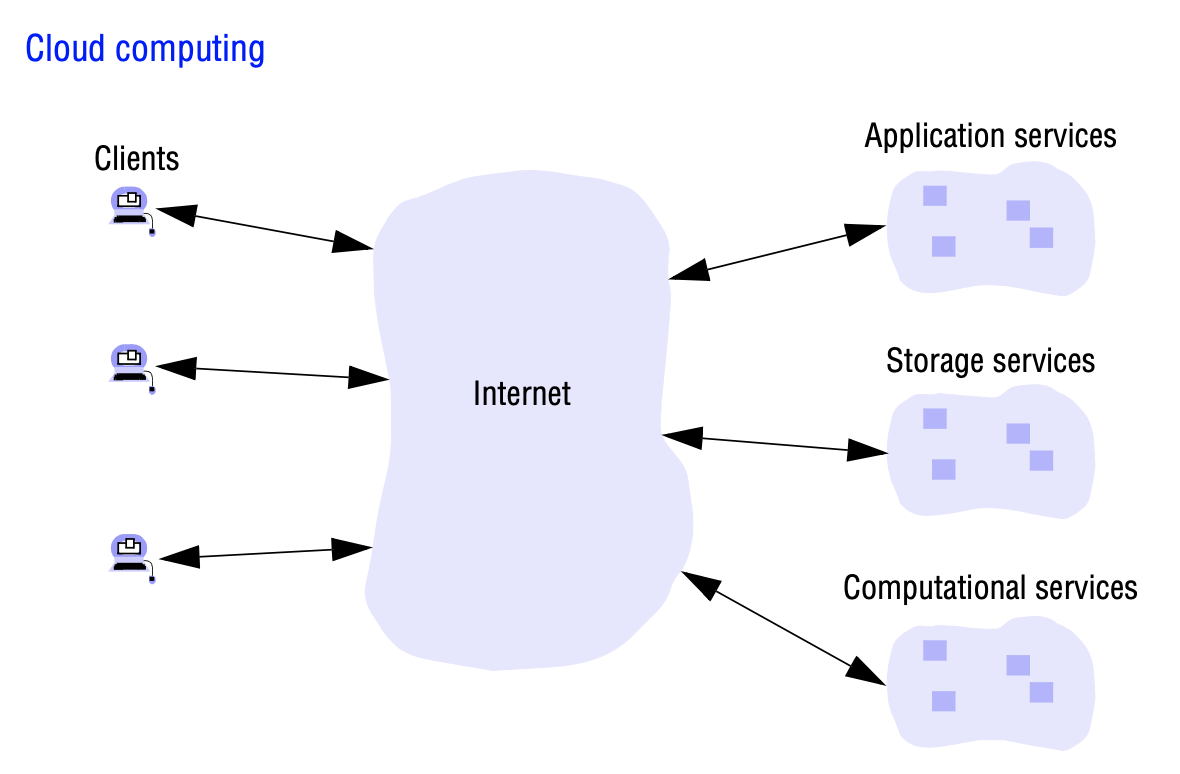 Cloud computing
Clients
Application services
Internet
Storage services
Computational services